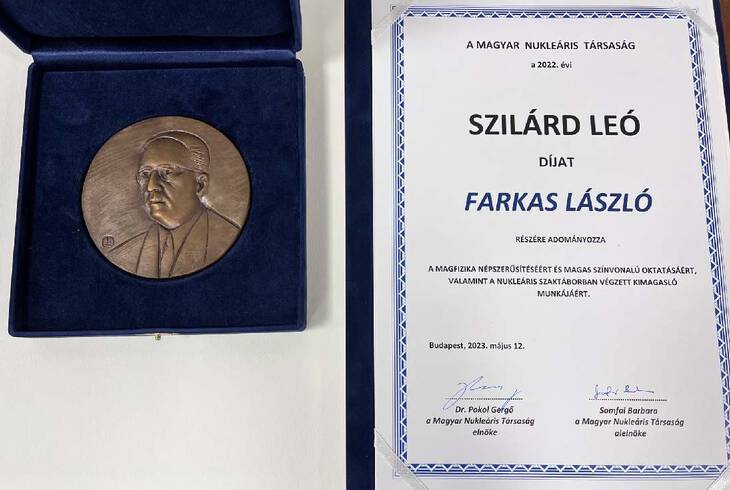 A MAGYAR NUKLEÁRIS TÁRSASÁG
a 2022. évi
SZILÁRD LEÓ
DÍJAT
FARKAS LÁSZLÓ
RÉSZÉRE ADOMÁNYOZZA
A MAGFIZIKA NÉPSZERŰSÍTÉSÉÉRT ÉS MAGAS SZÍNVONALÚ OKTATÁSÁÉRT,
VALAMINT A NUKLEÁRIS SZAKTÁBORBAN VÉGZETT KIMAGASLÓ
MUNKÁJÁÉRT.
Budapest, 2023. május 12.
Dr. Pokol Gergő
a Magyar Nukleáris Társaság
elnöke
Somfai Barbara
a Magyar Nukleáris Társaság
alelnöke